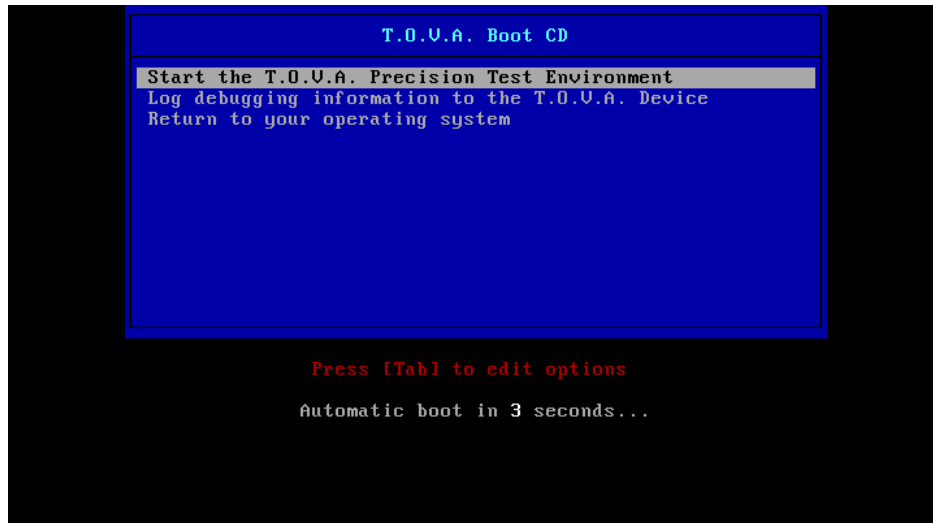 T.O.V.A. Boot CD
Start the T.O.V.A. Precision Test Environment
Log debugging information to the T.O.V.A. Device
Return to your operating system
Press [Tab] to edit options
Automatic boot in 3 seconds...